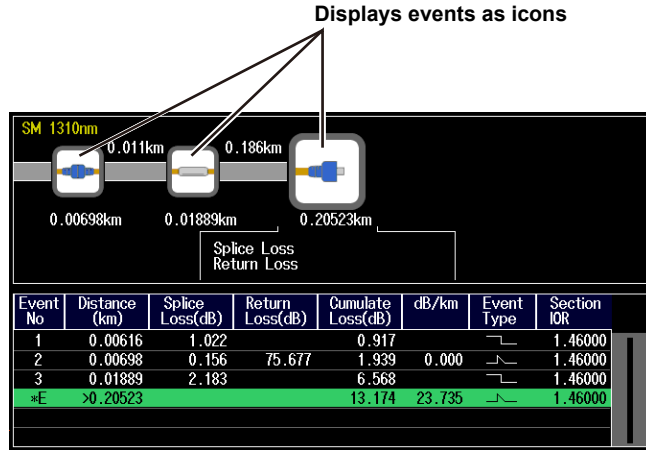 Displays events as icons
SM 1310nm
0.011km 0.186km
0.00698km 0.01889km 0.20523km
Splice Loss
Return Loss
Event No Distance (km) Splice Loss(dB) Return Loss(dB) Cumulate Loss(dB) dB/km Event Type Section IOR
1 0.00616 1.022 0.917 1.46000
2 0.00698 0.156 75.677 1.939 0.000 1.46000
3 0.01889 2.183 6.568 1.46000
*E >0.20523 13.174 23.735 1.46000